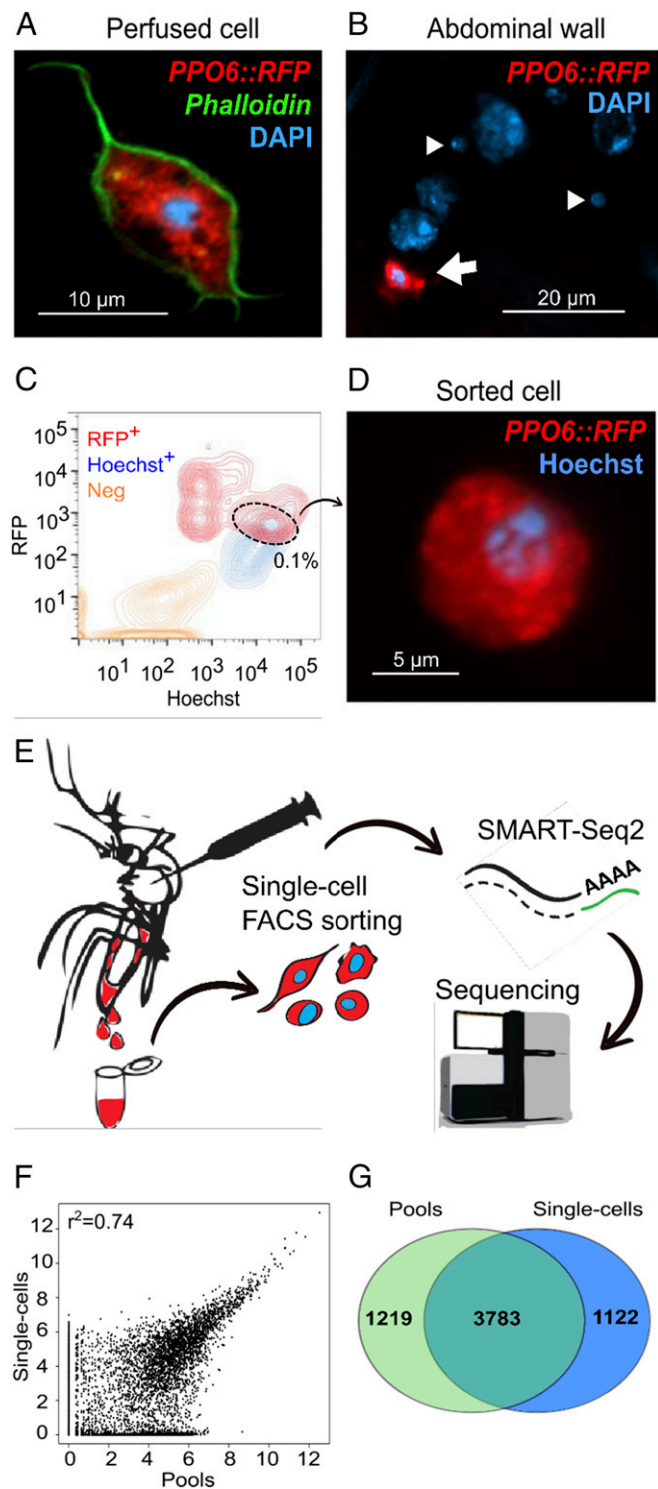 A Perfused cell
PPO6::RFP
Phalloidin
DAPI
10 µm
B Abdominal wall
PPO6::RFP
DAPI
20 µm
C
RFP+
Hoechst+
Neg
10^5
10^4
10^3
10^2
10^1
RFP
0.1%
10^1 10^2 10^3 10^4 10^5
Hoechst
D Sorted cell
PPO6::RFP
Hoechst
5 µm
E
Single-cell
FACS sorting
SMART-Seq2
AAAA
Sequencing
F
r²=0.74
12
10
8
6
4
2
0
Single-cells
0 2 4 6 8 10 12
Pools
G
Pools Single-cells
1219 3783 1122